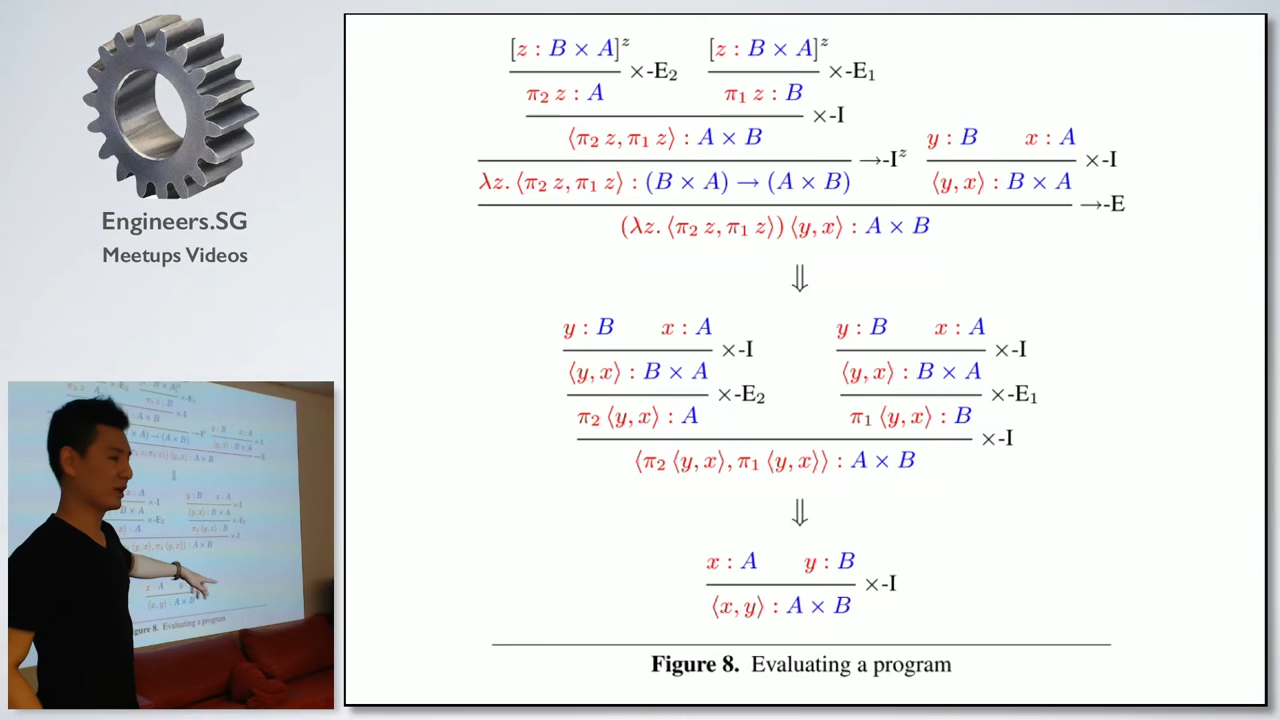 Engineers.SG
Meetups Videos
[z : B × A]ᶻ [z : B × A]ᶻ
×-E₂ ×-E₁
π₂ z : A π₁ z : B
×-I
⟨π₂ z, π₁ z⟩ : A × B y : B x : A
→-Iᶻ ×-I
λz. ⟨π₂ z, π₁ z⟩ : (B × A) → (A × B) ⟨y, x⟩ : B × A
→-E
(λz. ⟨π₂ z, π₁ z⟩) ⟨y, x⟩ : A × B
⇓
y : B x : A y : B x : A
×-I ×-I
⟨y, x⟩ : B × A ⟨y, x⟩ : B × A
×-E₂ ×-E₁
π₂ ⟨y, x⟩ : A π₁ ⟨y, x⟩ : B
×-I
⟨π₂ ⟨y, x⟩, π₁ ⟨y, x⟩⟩ : A × B
⇓
x : A y : B
×-I
⟨x, y⟩ : A × B
Figure 8. Evaluating a program